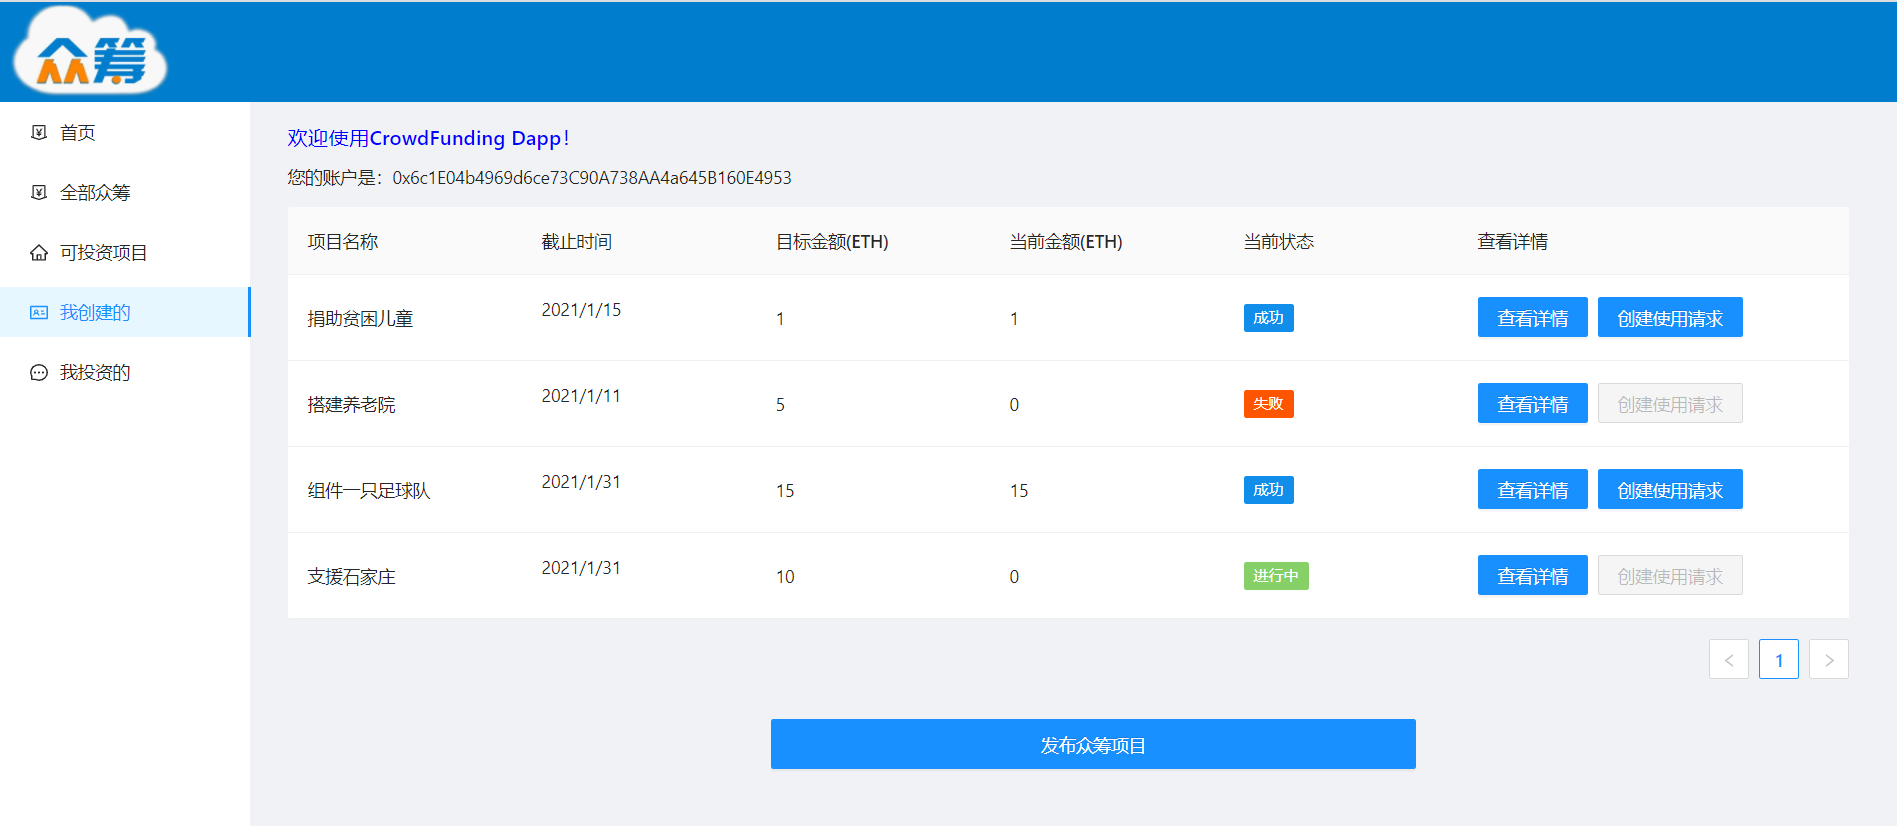 众筹
首页
全部众筹
可投资项目
我创建的
我投资的
欢迎使用CrowdFunding Dapp！
您的账户是：0x6c1E04b4969d6ce73C90A738AA4a645B160E4953
项目名称 截止时间 目标金额(ETH) 当前金额(ETH) 当前状态 查看详情
捐助贫困儿童 2021/1/15 1 1 成功 查看详情 创建使用请求
搭建养老院 2021/1/11 5 0 失败 查看详情 创建使用请求
组件一只足球队 2021/1/31 15 15 成功 查看详情 创建使用请求
支援石家庄 2021/1/31 10 0 进行中 查看详情 创建使用请求
< 1 >
发布众筹项目